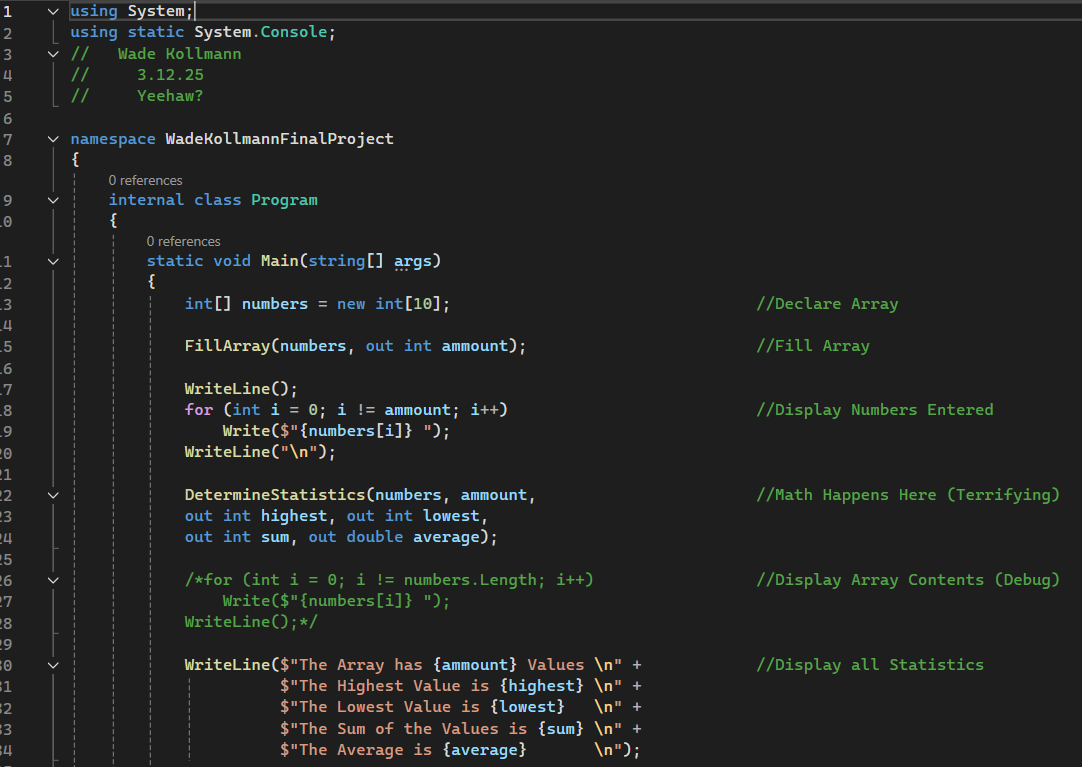 1 using System;
2 using static System.Console;
3 // Wade Kollmann
4 // 3.12.25
5 // Yeehaw?
6
7 namespace WadeKollmannFinalProject
8 {
0 references
9 internal class Program
10 {
0 references
11 static void Main(string[] args)
12 {
13 int[] numbers = new int[10]; //Declare Array
14
15 FillArray(numbers, out int ammount); //Fill Array
16
17 WriteLine();
18 for (int i = 0; i != ammount; i++) //Display Numbers Entered
19 Write($"{numbers[i]} ");
20 WriteLine("\n");
21
22 DetermineStatistics(numbers, ammount, //Math Happens Here (Terrifying)
23 out int highest, out int lowest,
24 out int sum, out double average);
25
26 /*for (int i = 0; i != numbers.Length; i++) //Display Array Contents (Debug)
27 Write($"{numbers[i]} ");
28 WriteLine();*/
29
30 WriteLine($"The Array has {ammount} Values \n" + //Display all Statistics
31 $"The Highest Value is {highest} \n" +
32 $"The Lowest Value is {lowest} \n" +
33 $"The Sum of the Values is {sum} \n" +
34 $"The Average is {average} \n");